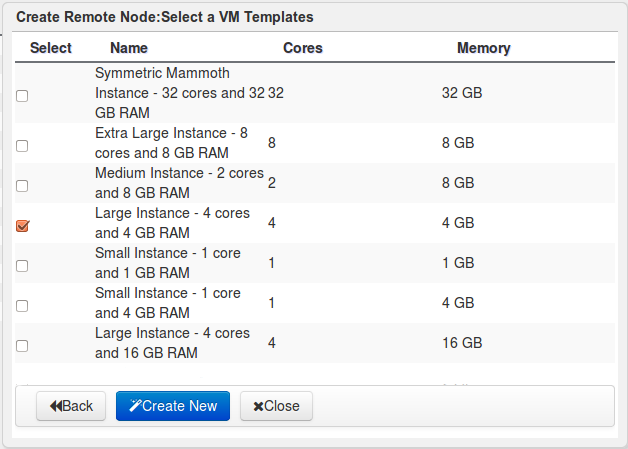 Create Remote Node:Select a VM Templates
Select Name Cores Memory
Symmetric Mammoth
Instance - 32 cores and 32 32 32 GB
GB RAM
Extra Large Instance - 8
cores and 8 GB RAM 8 8 GB
Medium Instance - 2 cores
and 8 GB RAM 2 8 GB
Large Instance - 4 cores
and 4 GB RAM 4 4 GB
Small Instance - 1 core
and 1 GB RAM 1 1 GB
Small Instance - 1 core
and 4 GB RAM 1 4 GB
Large Instance - 4 cores
and 16 GB RAM 4 16 GB
Back Create New Close